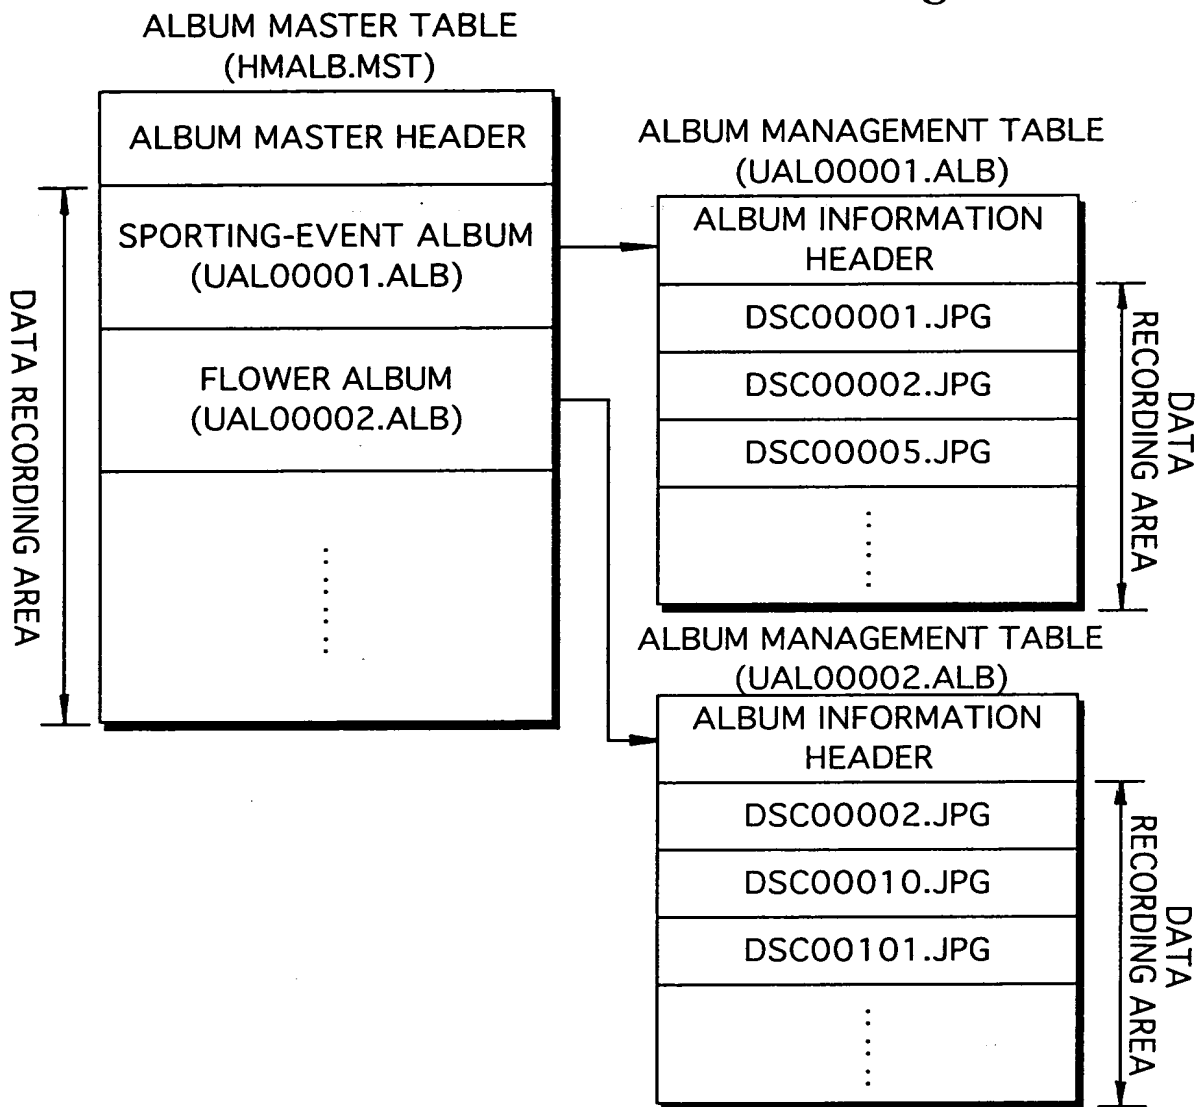 ALBUM MASTER TABLE
(HMALB.MST)
ALBUM MASTER HEADER
SPORTING-EVENT ALBUM
(UAL00001.ALB)
FLOWER ALBUM
(UAL00002.ALB)
DATA RECORDING AREA
ALBUM MANAGEMENT TABLE
(UAL00001.ALB)
ALBUM INFORMATION
HEADER
DSC00001.JPG
DSC00002.JPG
DSC00005.JPG
DATA
RECORDING AREA
ALBUM MANAGEMENT TABLE
(UAL00002.ALB)
ALBUM INFORMATION
HEADER
DSC00002.JPG
DSC00010.JPG
DSC00101.JPG
DATA
RECORDING AREA